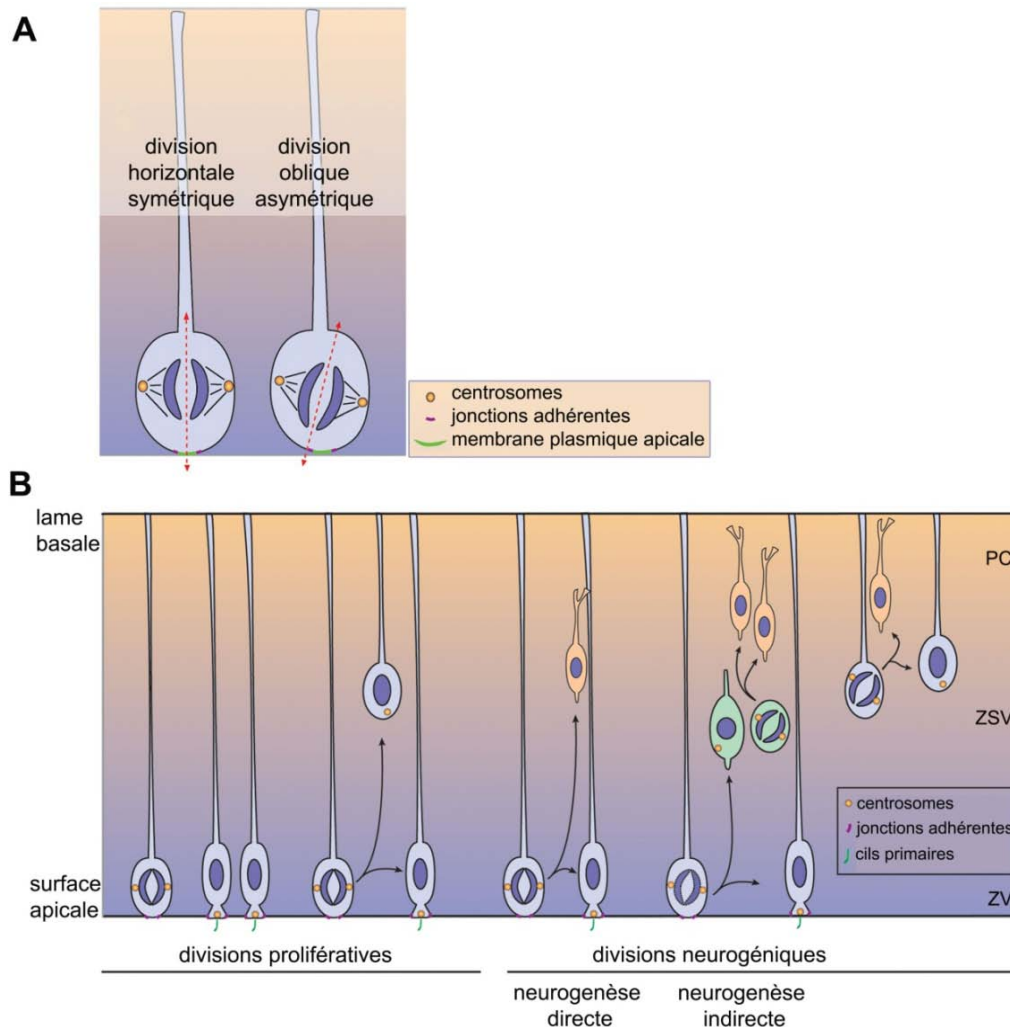 A
division
horizontale
symétrique
division
oblique
asymétrique
centrosomes
jonctions adhérentes
membrane plasmique apicale
B
lame
basale
PC
ZSV
centrosomes
jonctions adhérentes
cils primaires
surface
apicale
ZV
divisions prolifératives
divisions neurogéniques
neurogenèse
directe
neurogenèse
indirecte